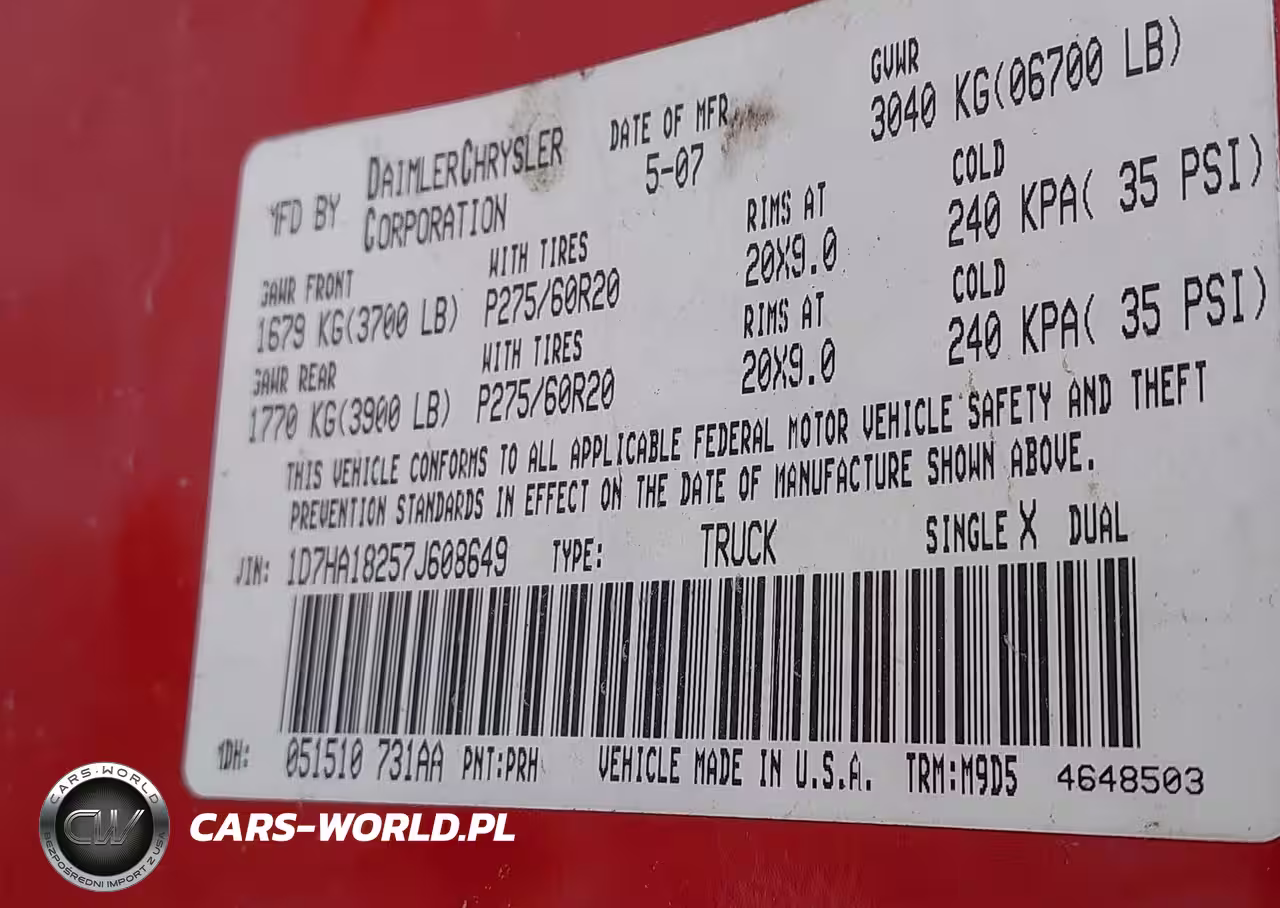 MFD BY DAIMLERCHRYSLER CORPORATION
DATE OF MFR
5-07
GVWR
3040 KG(06700 LB)
GAWR FRONT
1679 KG(3700 LB)
WITH TIRES
P275/60R20
RIMS AT
20X9.0
COLD
240 KPA( 35 PSI)
GAWR REAR
1770 KG(3900 LB)
WITH TIRES
P275/60R20
RIMS AT
20X9.0
COLD
240 KPA( 35 PSI)
THIS VEHICLE CONFORMS TO ALL APPLICABLE FEDERAL MOTOR VEHICLE SAFETY AND THEFT
PREVENTION STANDARDS IN EFFECT ON THE DATE OF MANUFACTURE SHOWN ABOVE.
VIN: 1D7HA18257J608649 TYPE: TRUCK SINGLE X DUAL
MDH: 051510 731AA PNT:PRH VEHICLE MADE IN U.S.A. TRM:M9D5 4648503
CARS-WORLD
CW
BEZPOŚREDNI IMPORT Z USA
CARS-WORLD.PL